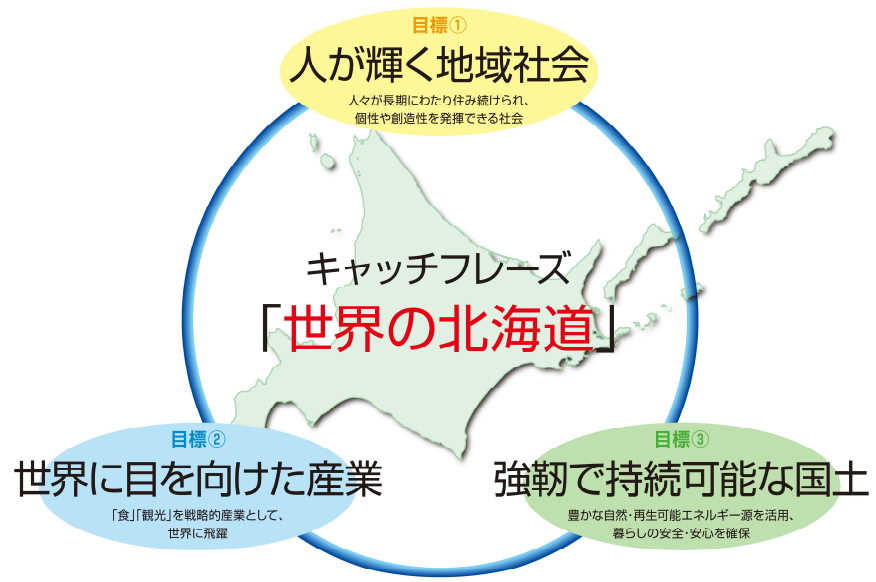 目標①
人が輝く地域社会
人々が長期にわたり住み続けられ、
個性や創造性を発揮できる社会
キャッチフレーズ
「世界の北海道」
目標②
世界に目を向けた産業
「食」「観光」を戦略的産業として、
世界に飛躍
目標③
強靭で持続可能な国土
豊かな自然・再生可能エネルギー源を活用、
暮らしの安全・安心を確保